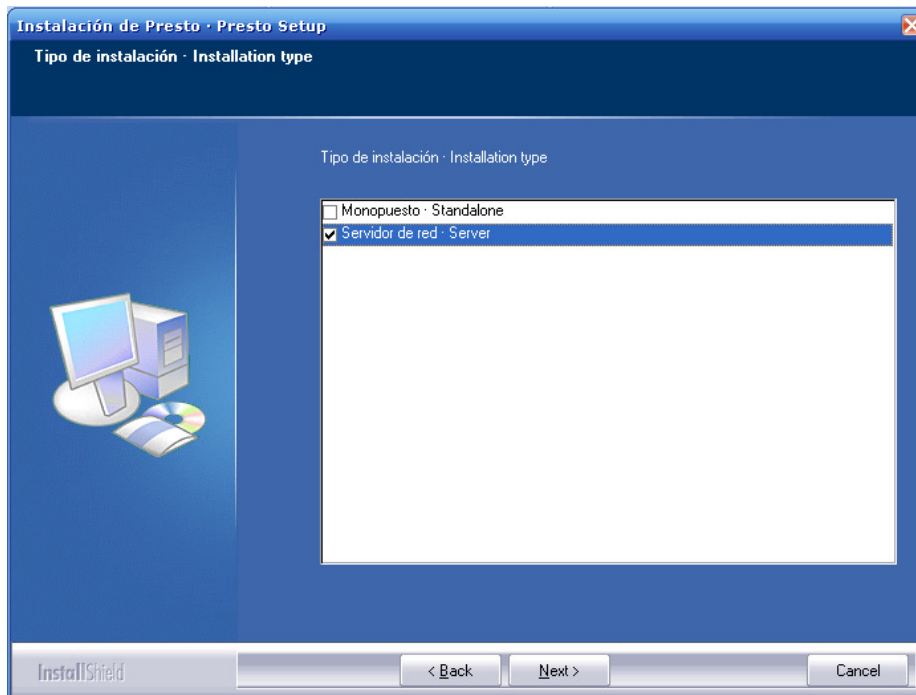 Instalación de Presto · Presto Setup
Tipo de instalación · Installation type
Tipo de instalación · Installation type
Monopuesto · Standalone
Servidor de red · Server
InstallShield
< Back
Next >
Cancel